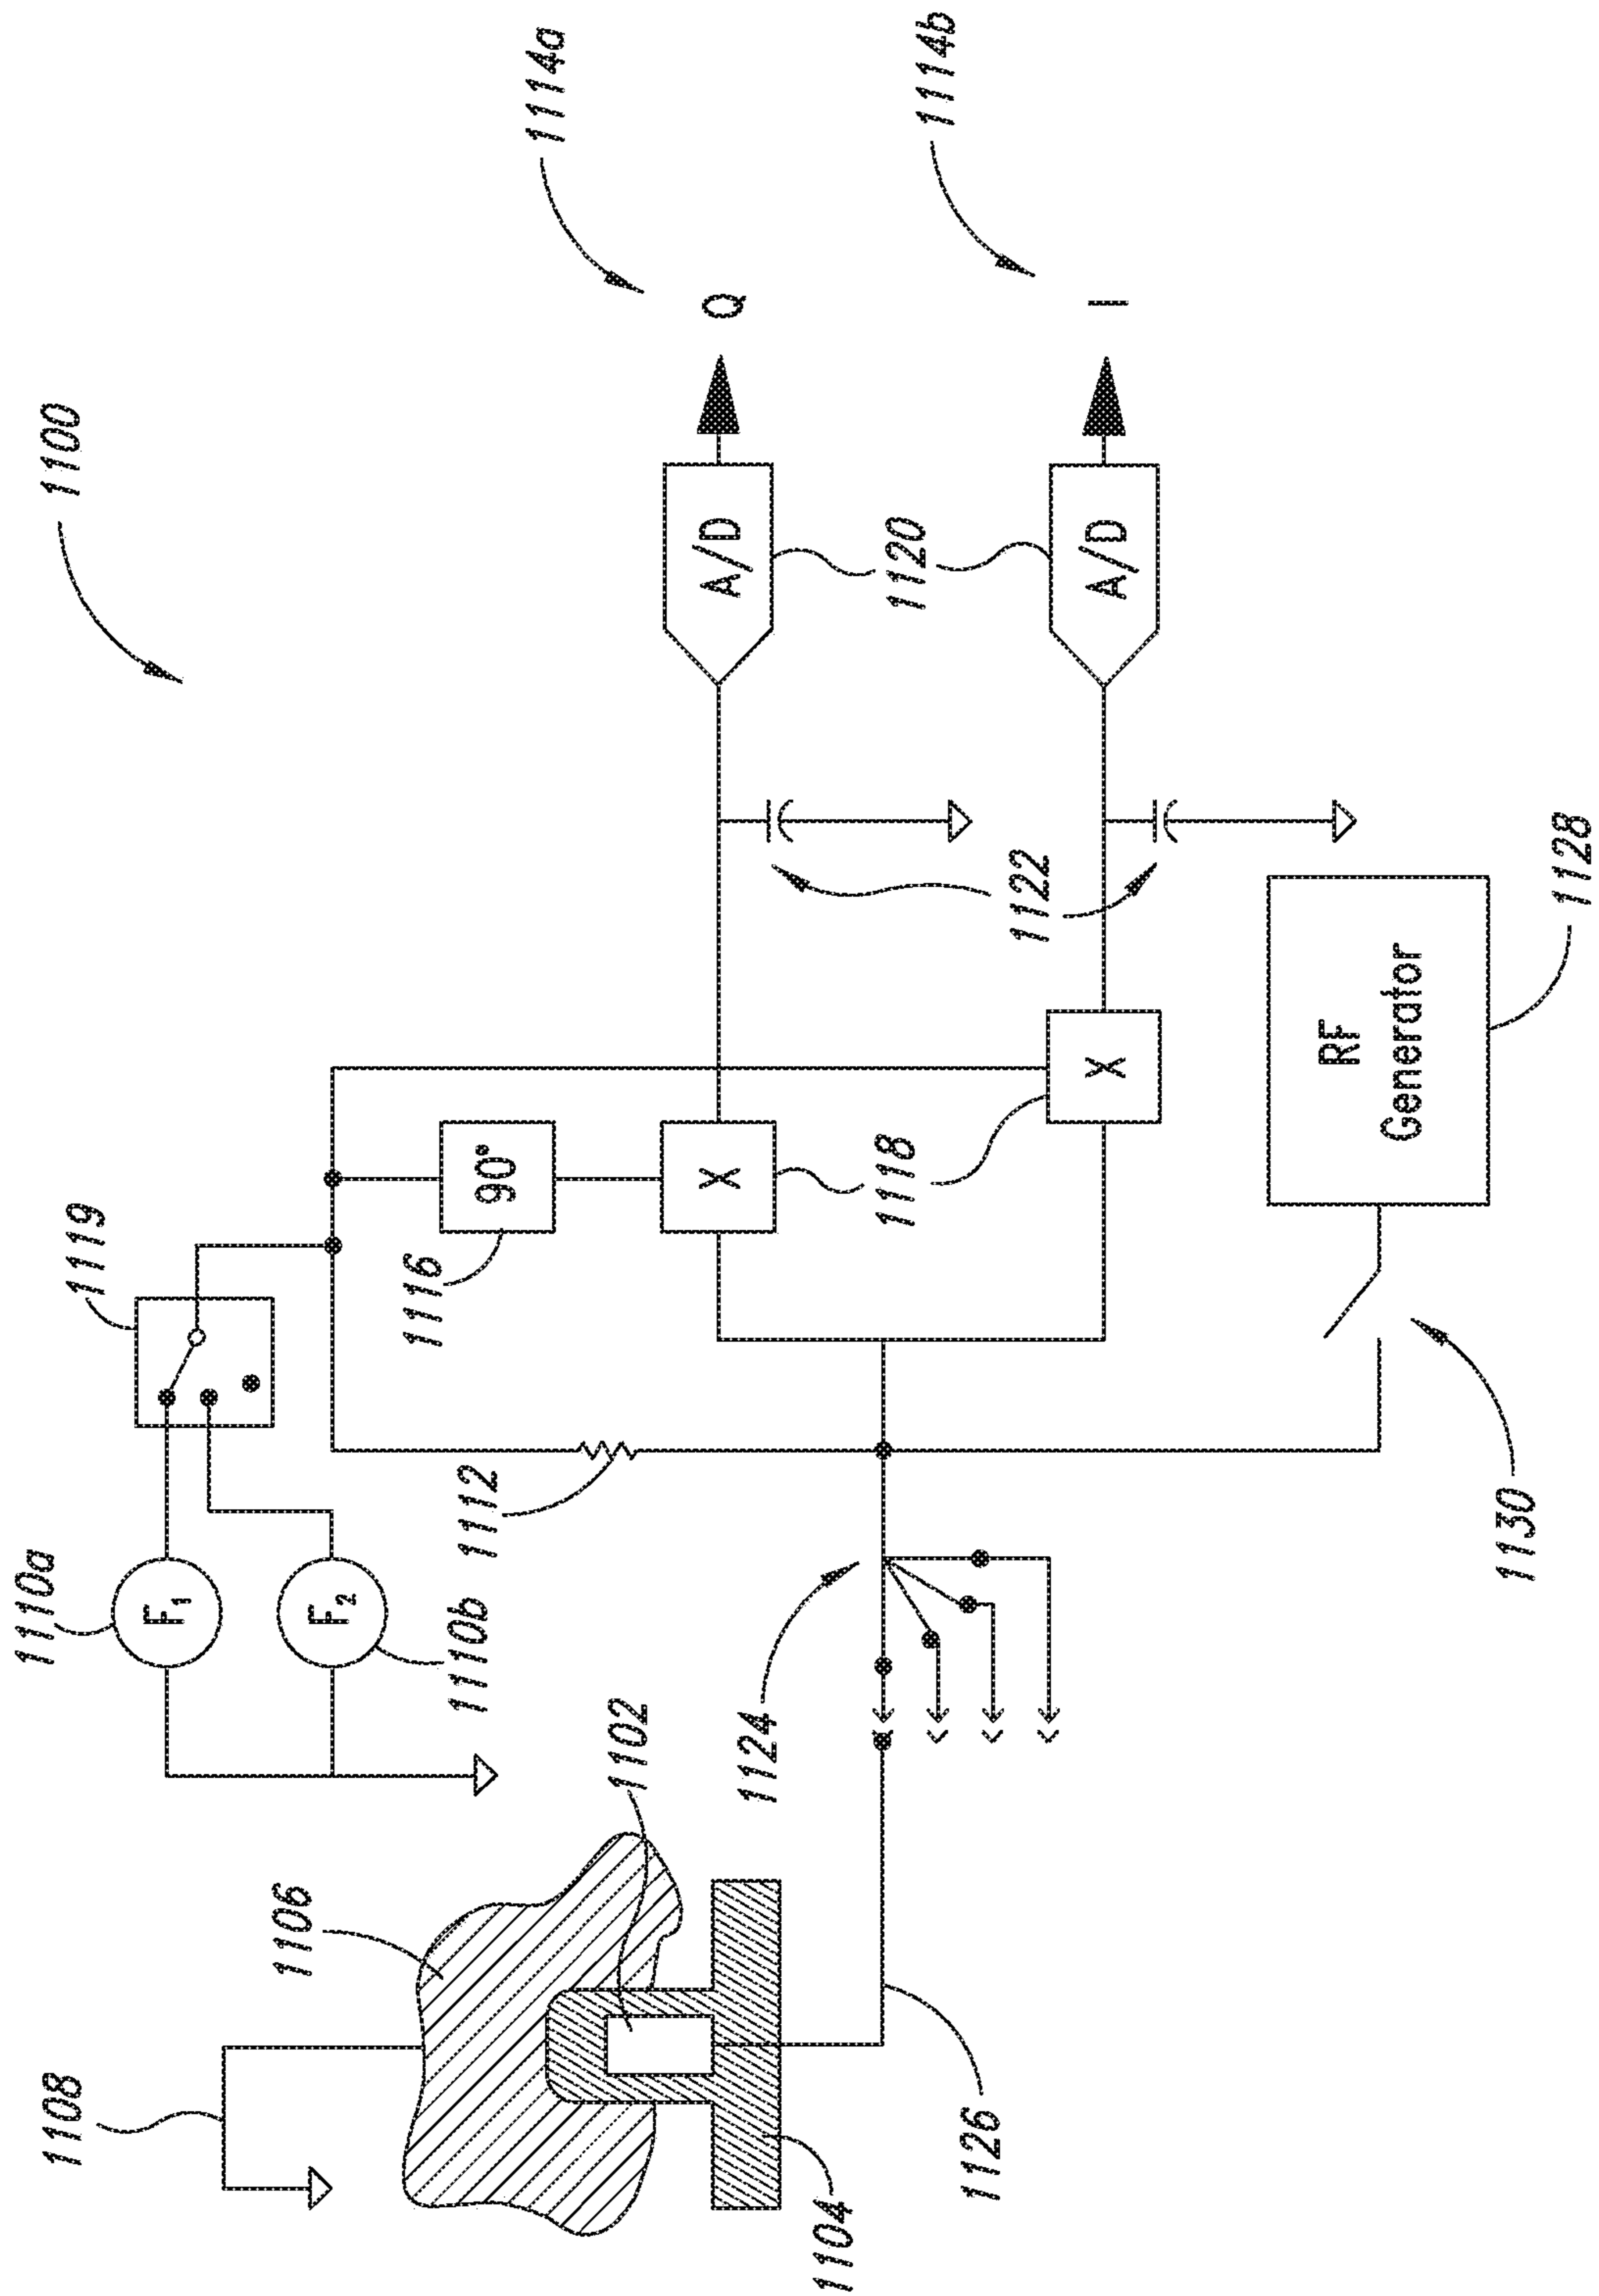 1100
1108
1106
1102
1104
1126
1110a
F1
F2
1110b
1119
1112
1116
90°
X
X
1118
1124
1130
RF
Generator
1128
1122
A/D
A/D
1120
Q
1114a
I
1114b